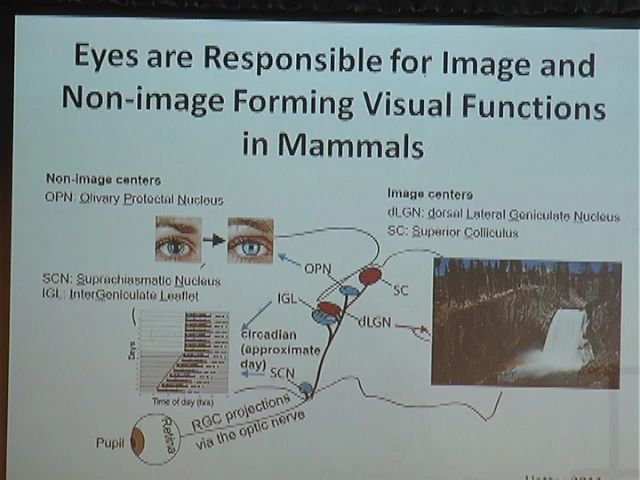 Eyes are Responsible for Image and
Non-image Forming Visual Functions
in Mammals
Non-image centers
OPN: Olivary Pretectal Nucleus
Image centers
dLGN: dorsal Lateral Geniculate Nucleus
SC: Superior Colliculus
OPN
SC
SCN: Suprachiasmatic Nucleus
IGL: InterGeniculate Leaflet
IGL
dLGN
circadian
(approximate
day)
SCN
Days
Time of day (hrs)
RGC projections
via the optic nerve
Pupil
Retina